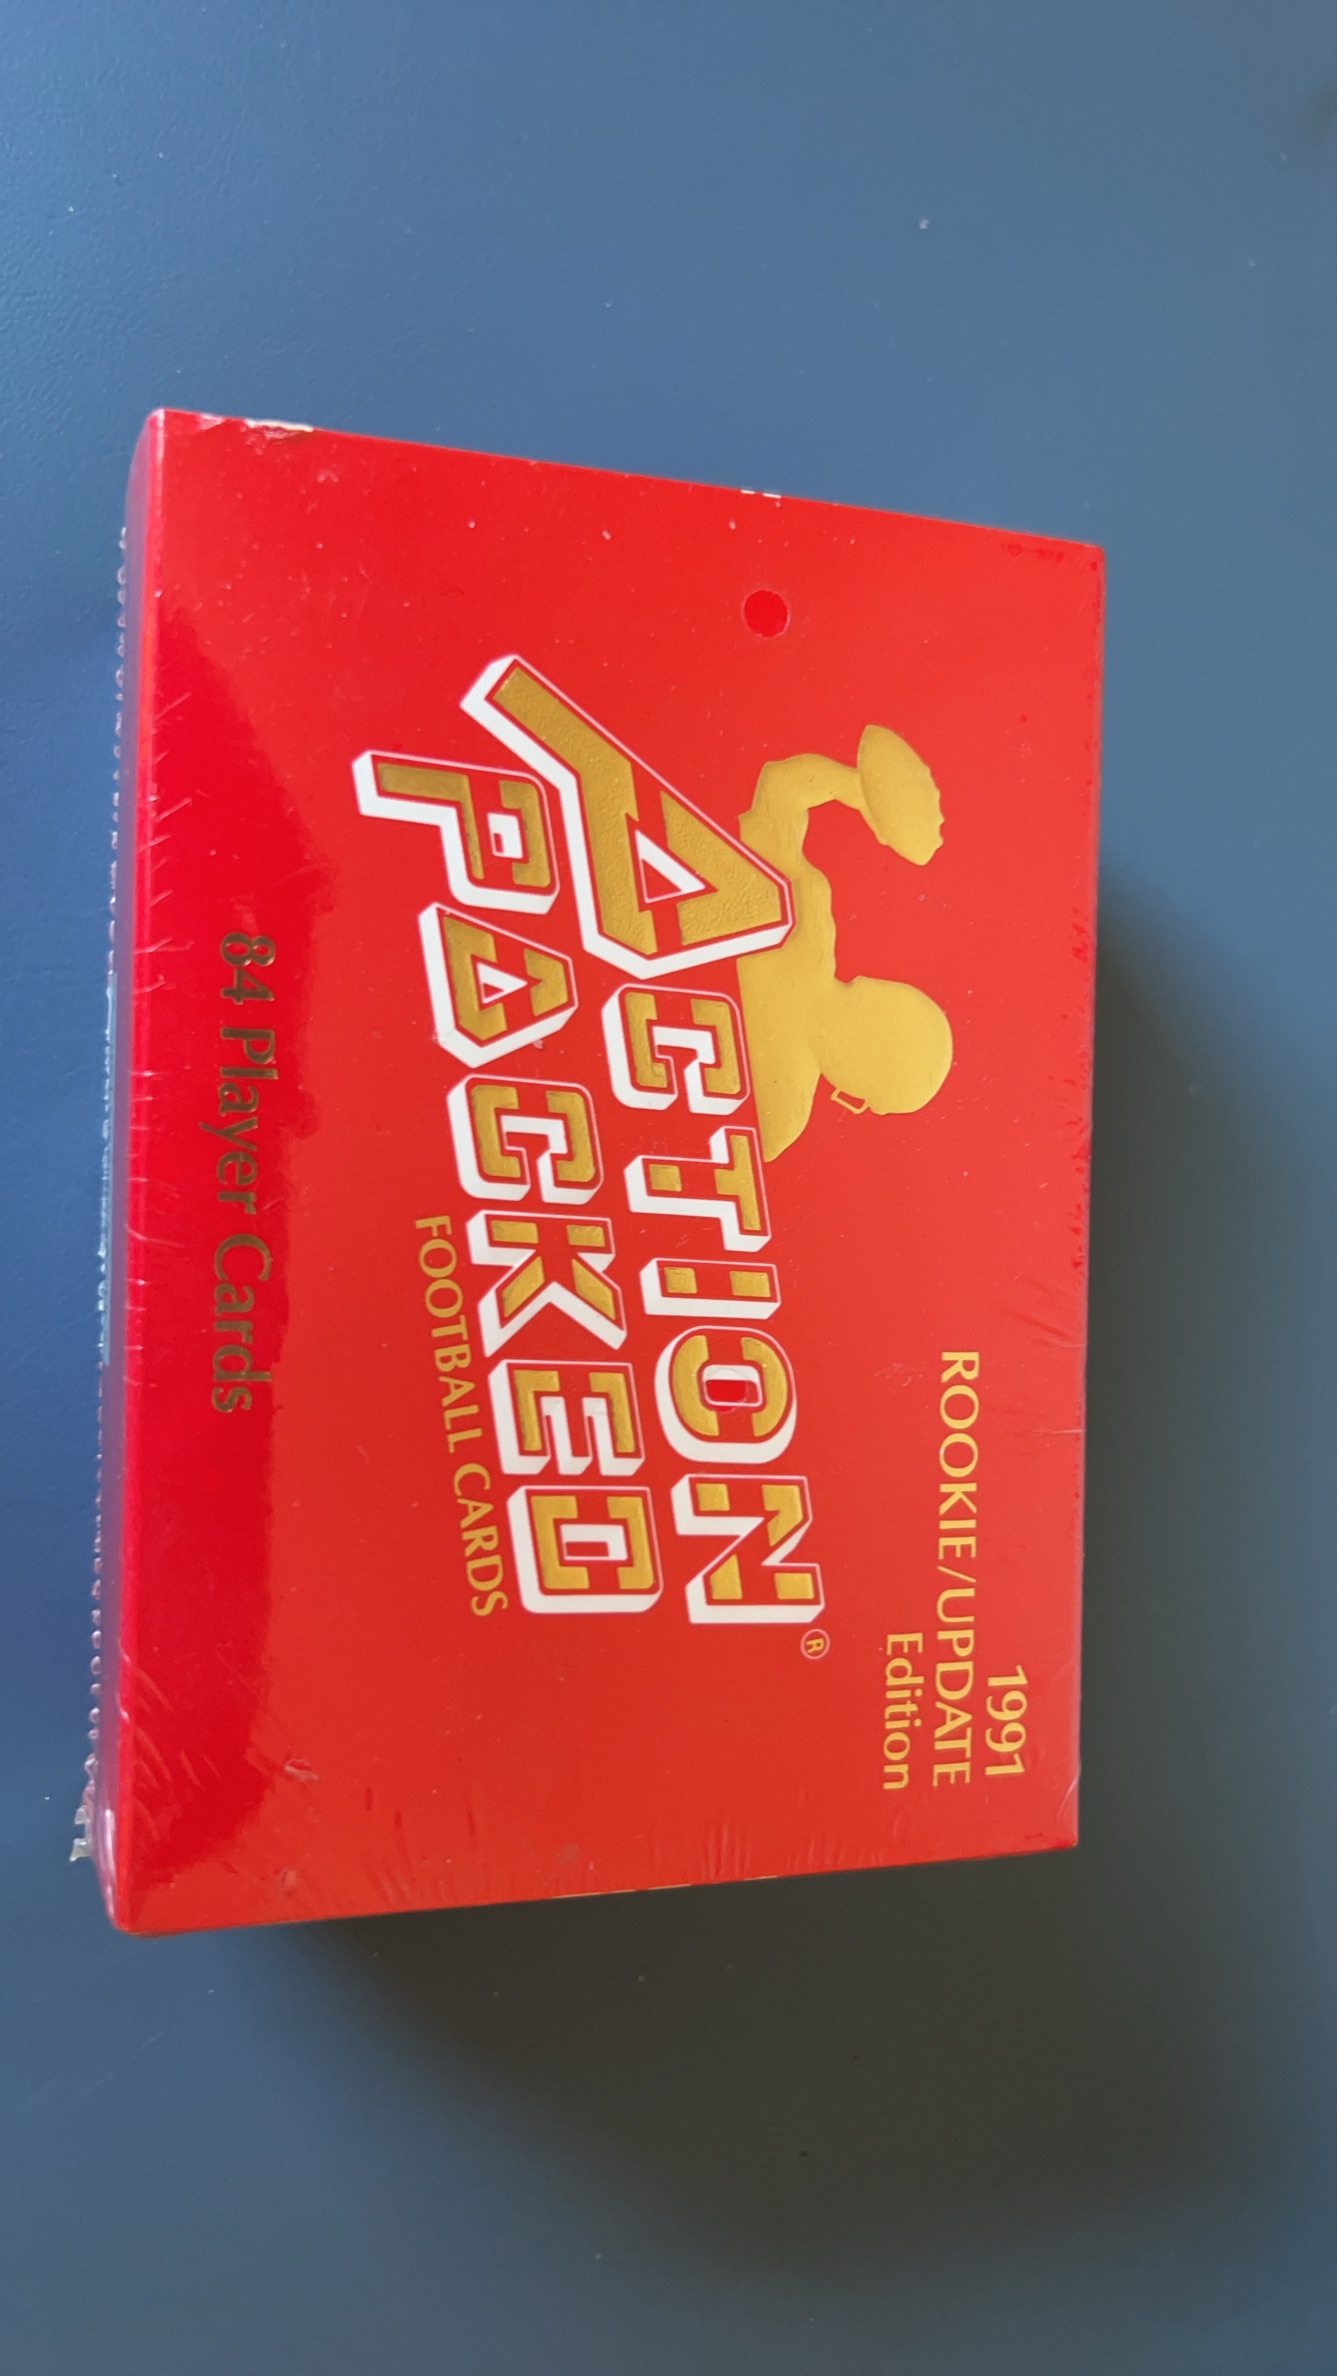 1991
ROOKIE/UPDATE
Edition
ACTION
PACKED
®
FOOTBALL CARDS
84 Player Cards